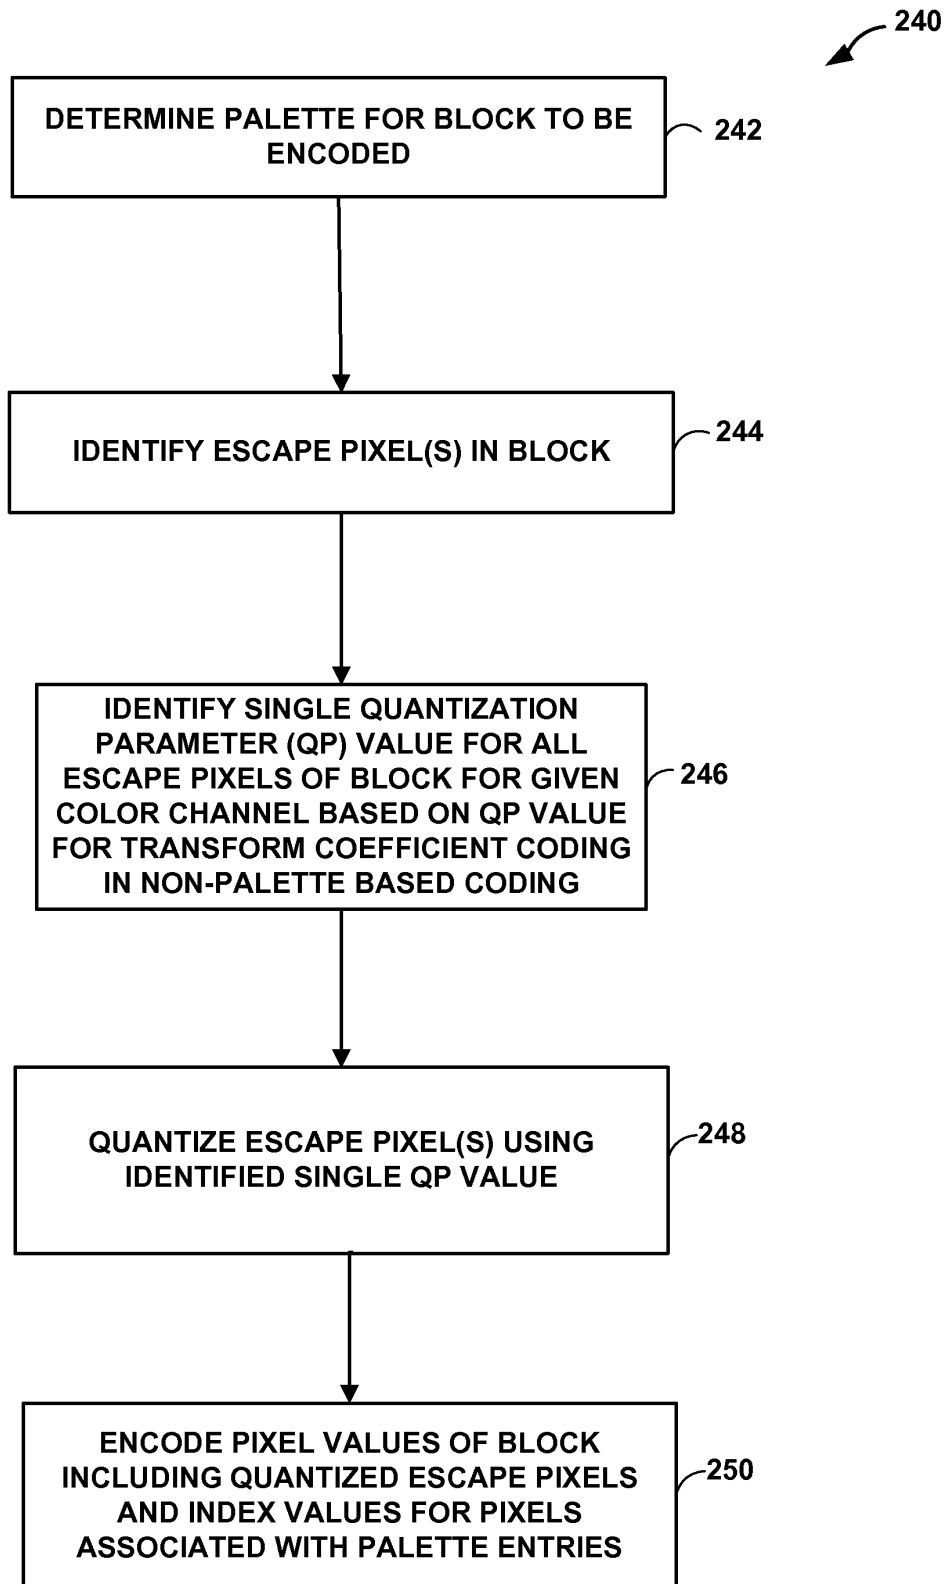 240
DETERMINE PALETTE FOR BLOCK TO BE
ENCODED
242
IDENTIFY ESCAPE PIXEL(S) IN BLOCK
244
IDENTIFY SINGLE QUANTIZATION
PARAMETER (QP) VALUE FOR ALL
ESCAPE PIXELS OF BLOCK FOR GIVEN
COLOR CHANNEL BASED ON QP VALUE
FOR TRANSFORM COEFFICIENT CODING
IN NON-PALETTE BASED CODING
246
QUANTIZE ESCAPE PIXEL(S) USING
IDENTIFIED SINGLE QP VALUE
248
ENCODE PIXEL VALUES OF BLOCK
INCLUDING QUANTIZED ESCAPE PIXELS
AND INDEX VALUES FOR PIXELS
ASSOCIATED WITH PALETTE ENTRIES
250